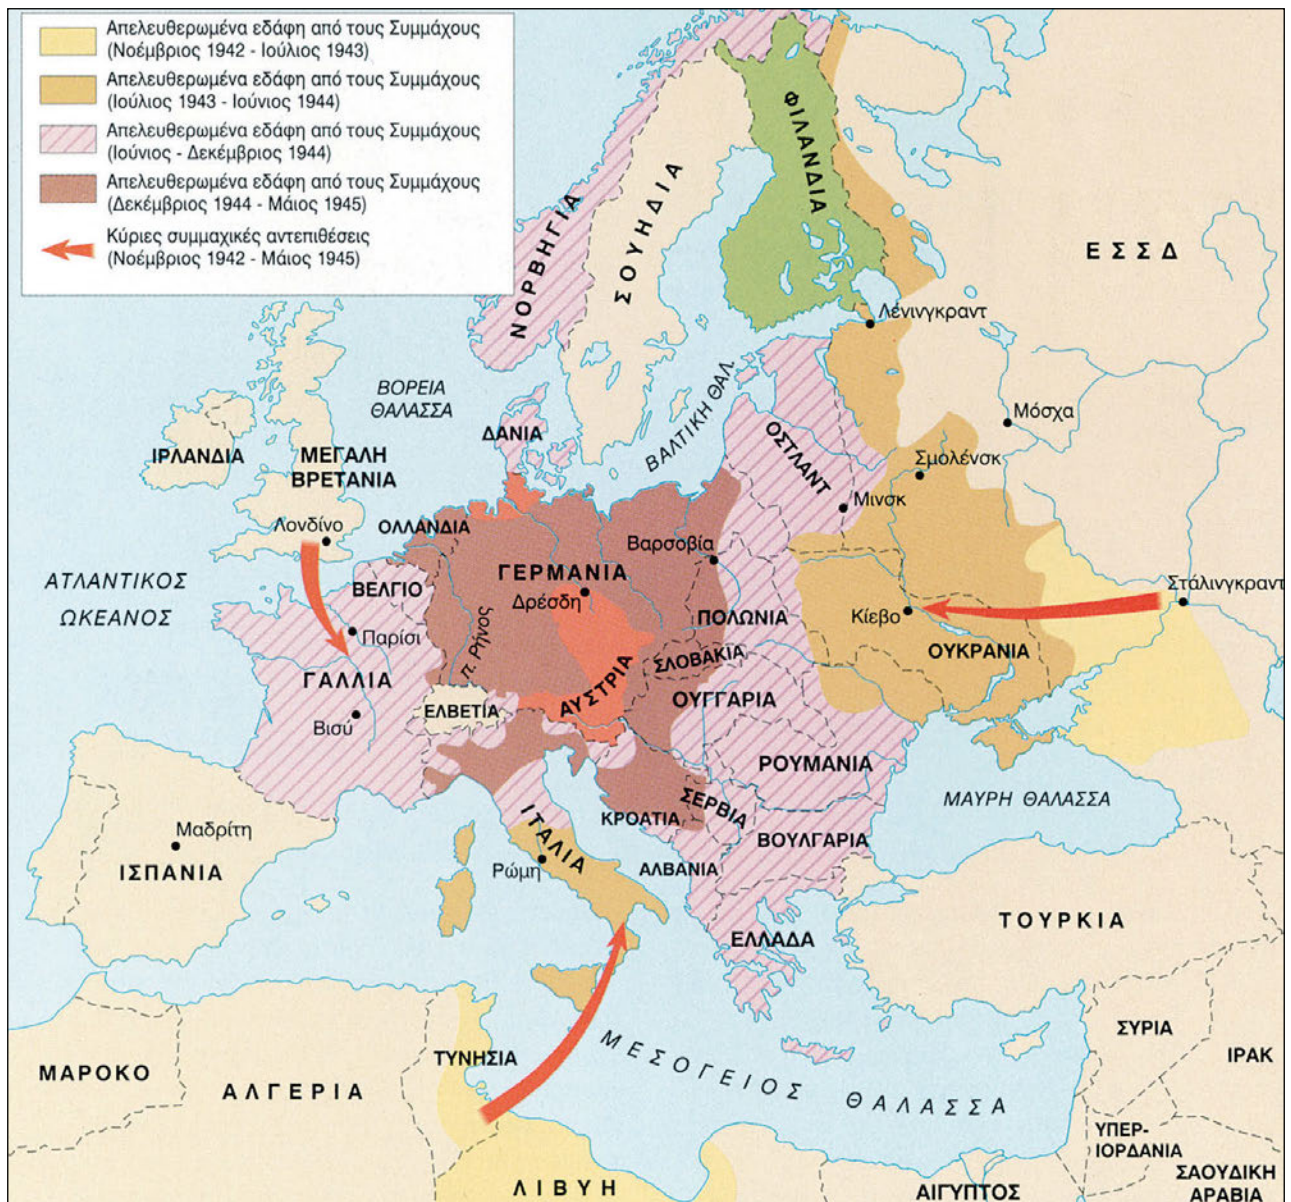 Απελευθερωμένα εδάφη από τους Συμμάχους
(Νοέμβριος 1942 - Ιούλιος 1943)
Απελευθερωμένα εδάφη από τους Συμμάχους
(Ιούλιος 1943 - Ιούνιος 1944)
Απελευθερωμένα εδάφη από τους Συμμάχους
(Ιούνιος - Δεκέμβριος 1944)
Απελευθερωμένα εδάφη από τους Συμμάχους
(Δεκέμβριος 1944 - Μάιος 1945)
Κύριες συμμαχικές αντεπιθέσεις
(Νοέμβριος 1942 - Μάιος 1945)
ΦΙΛΑΝΔΙΑ
ΝΟΡΒΗΓΙΑ
ΣΟΥΗΔΙΑ
ΕΣΣΔ
Λένινγκραντ
ΒΟΡΕΙΑ
ΘΑΛΑΣΣΑ
ΒΑΛΤΙΚΗ ΘΑΛ.
Μόσχα
ΔΑΝΙΑ
ΟΣΤΛΑΝΤ
ΙΡΛΑΝΔΙΑ
ΜΕΓΑΛΗ
ΒΡΕΤΑΝΙΑ
Σμολένσκ
Μινσκ
Λονδίνο
ΟΛΛΑΝΔΙΑ
Βαρσοβία
ΑΤΛΑΝΤΙΚΟΣ
ΩΚΕΑΝΟΣ
ΒΕΛΓΙΟ
ΓΕΡΜΑΝΙΑ
Δρέσδη
Στάλινγκραντ
Παρίσι
π. Ρήνος
ΠΟΛΩΝΙΑ
Κίεβο
ΟΥΚΡΑΝΙΑ
ΓΑΛΛΙΑ
ΣΛΟΒΑΚΙΑ
ΑΥΣΤΡΙΑ
ΟΥΓΓΑΡΙΑ
ΕΛΒΕΤΙΑ
Βισύ
ΡΟΥΜΑΝΙΑ
ΜΑΥΡΗ ΘΑΛΑΣΣΑ
ΣΕΡΒΙΑ
ΚΡΟΑΤΙΑ
ΙΤΑΛΙΑ
ΒΟΥΛΓΑΡΙΑ
Μαδρίτη
ΙΣΠΑΝΙΑ
Ρώμη
ΑΛΒΑΝΙΑ
ΤΟΥΡΚΙΑ
ΕΛΛΑΔΑ
ΜΕΣΟΓΕΙΟΣ ΘΑΛΑΣΣΑ
ΣΥΡΙΑ
ΙΡΑΚ
ΤΥΝΗΣΙΑ
ΜΑΡΟΚΟ
ΑΛΓΕΡΙΑ
ΥΠΕΡ-
ΙΟΡΔΑΝΙΑ
ΛΙΒΥΗ
ΑΙΓΥΠΤΟΣ
ΣΑΟΥΔΙΚΗ
ΑΡΑΒΙΑ